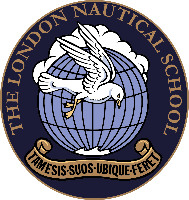 THE LONDON NAUTICAL SCHOOL
TAMESIS·SUOS·UBIQUE·FERET